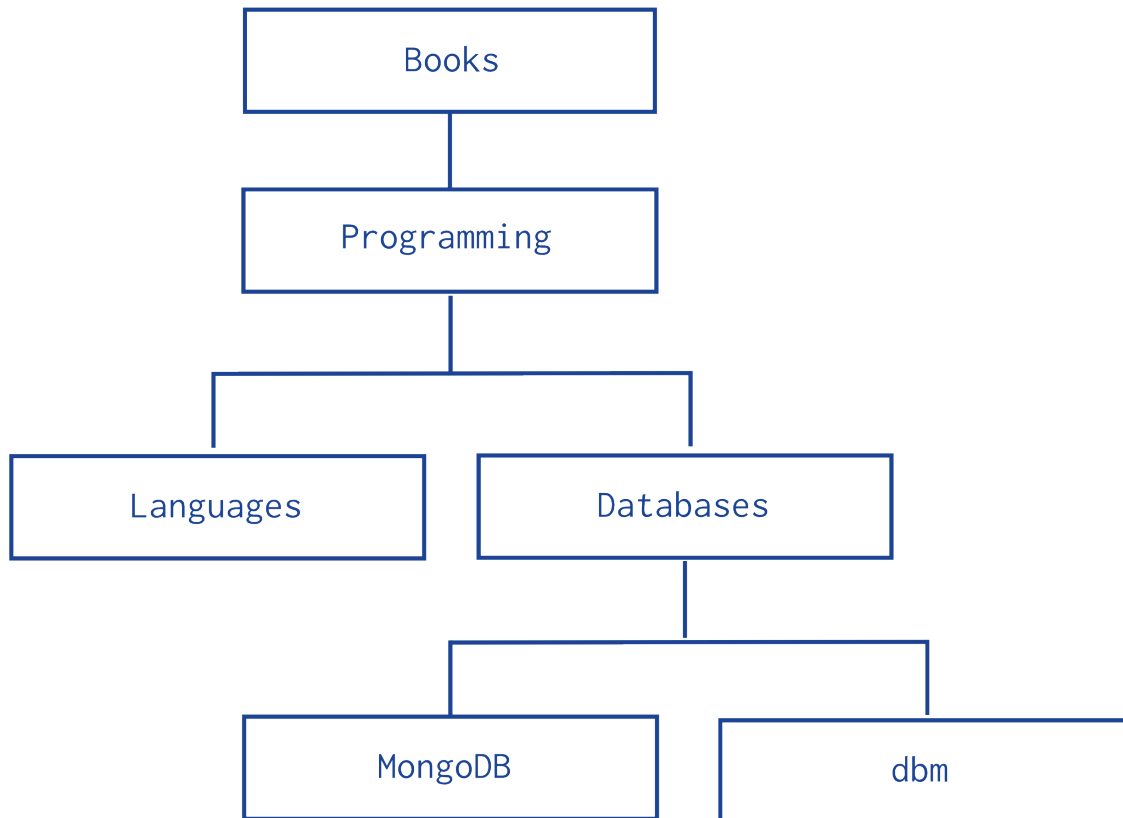 Books
Programming
Languages
Databases
MongoDB
dbm